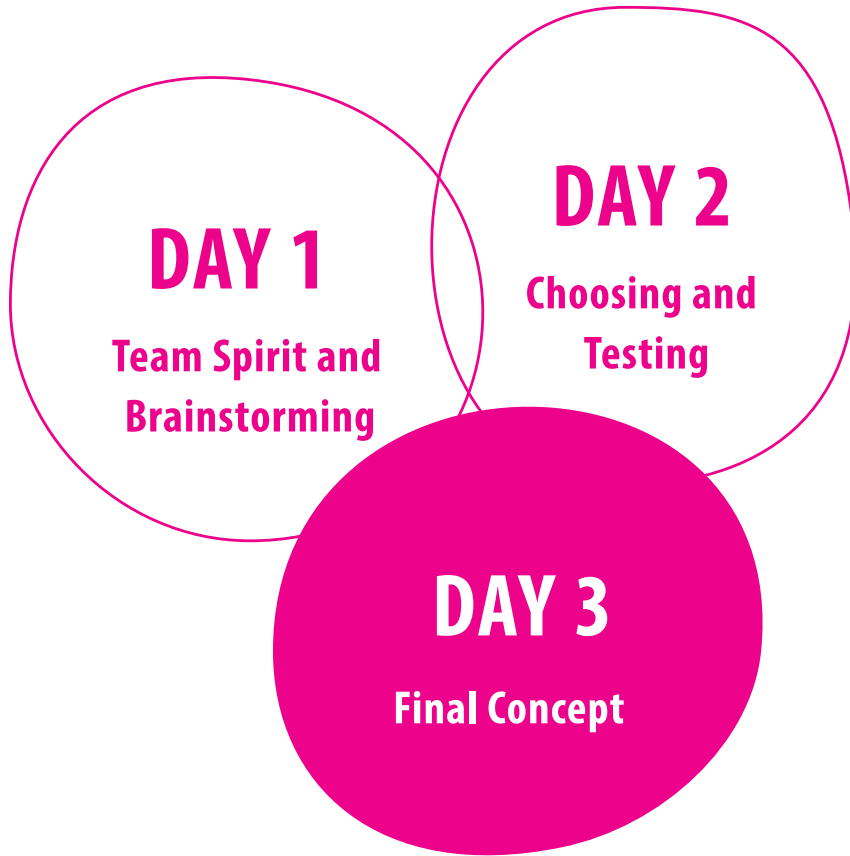 DAY 1
Team Spirit and
Brainstorming
DAY 2
Choosing and
Testing
DAY 3
Final Concept